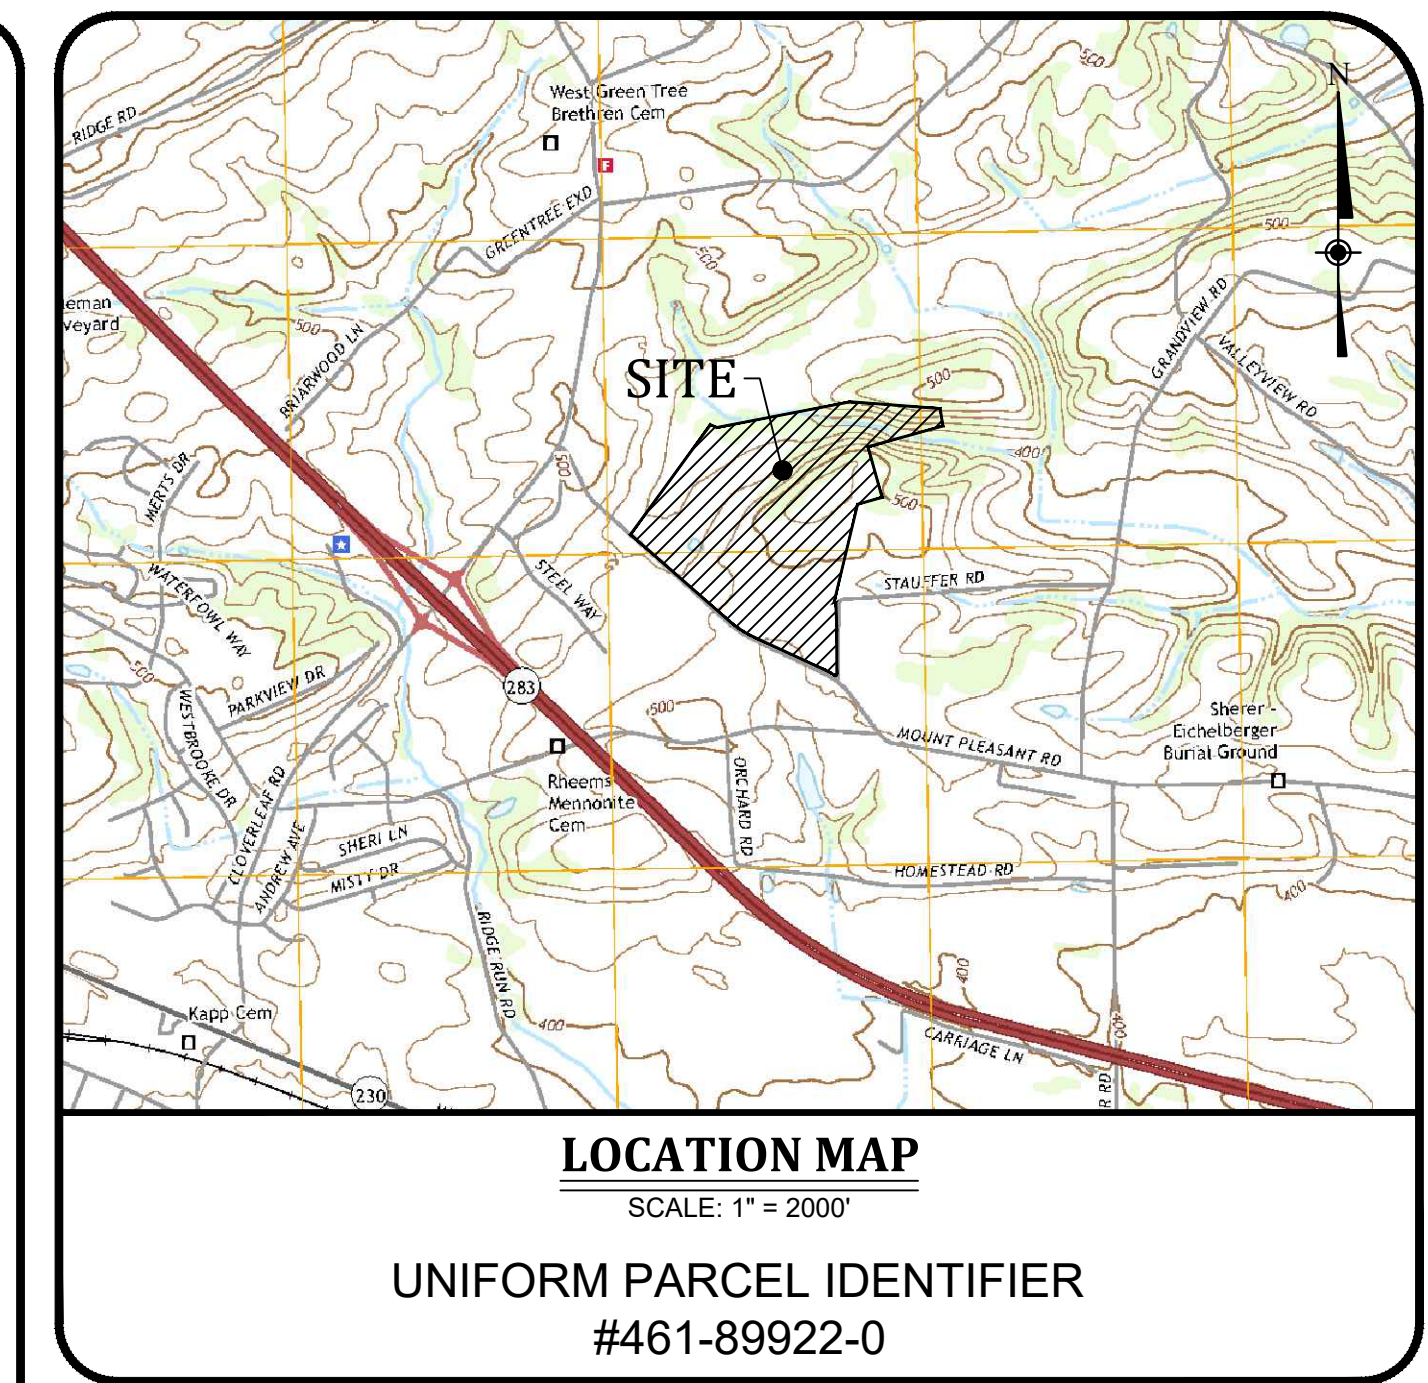 West Green Tree
Brethren Cem
N
RIDGE RD
F
GREENTREE EXD
500
500
500
eman
veyard
500
BRIARWOOD LN
GRANDVIEW RD
VALLEYVIEW RD
SITE
500
400
500
500
MERTS DR
STAUFFER RD
STEEL WAY
WATERFOWL WAY
500
PARKVIEW DR
283
WESTBROOKE DR
500
Sherer -
Eichelberger
Burial Ground
MOUNT PLEASANT RD
Rheems
Mennonite
Cem
ORCHARD RD
CLOVERLEAF RD
ANDREW AVE
SHERI LN
MISTY DR
HOMESTEAD RD
400
RIDGE RUN RD
400
Kapp Cem
400
400
CARRIAGE LN
R RD
230
LOCATION MAP
SCALE: 1" = 2000'
UNIFORM PARCEL IDENTIFIER
#461-89922-0